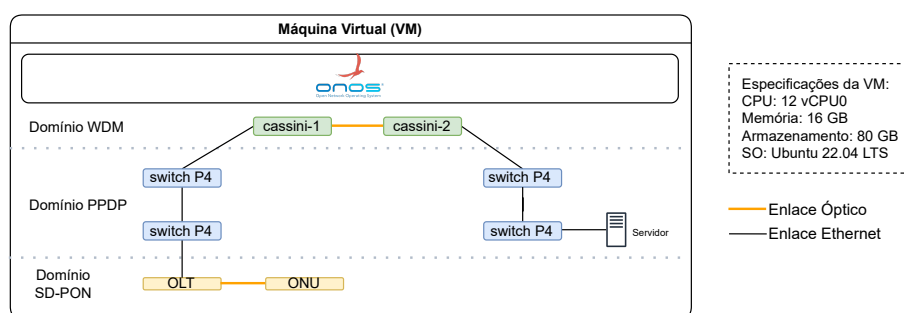 Máquina Virtual (VM)
onos
Open Network Operating System
Domínio WDM
cassini-1
cassini-2
switch P4
switch P4
Domínio PPDP
switch P4
switch P4
Servidor
Domínio
SD-PON
OLT
ONU
Especificações da VM:
CPU: 12 vCPU0
Memória: 16 GB
Armazenamento: 80 GB
SO: Ubuntu 22.04 LTS
Enlace Óptico
Enlace Ethernet